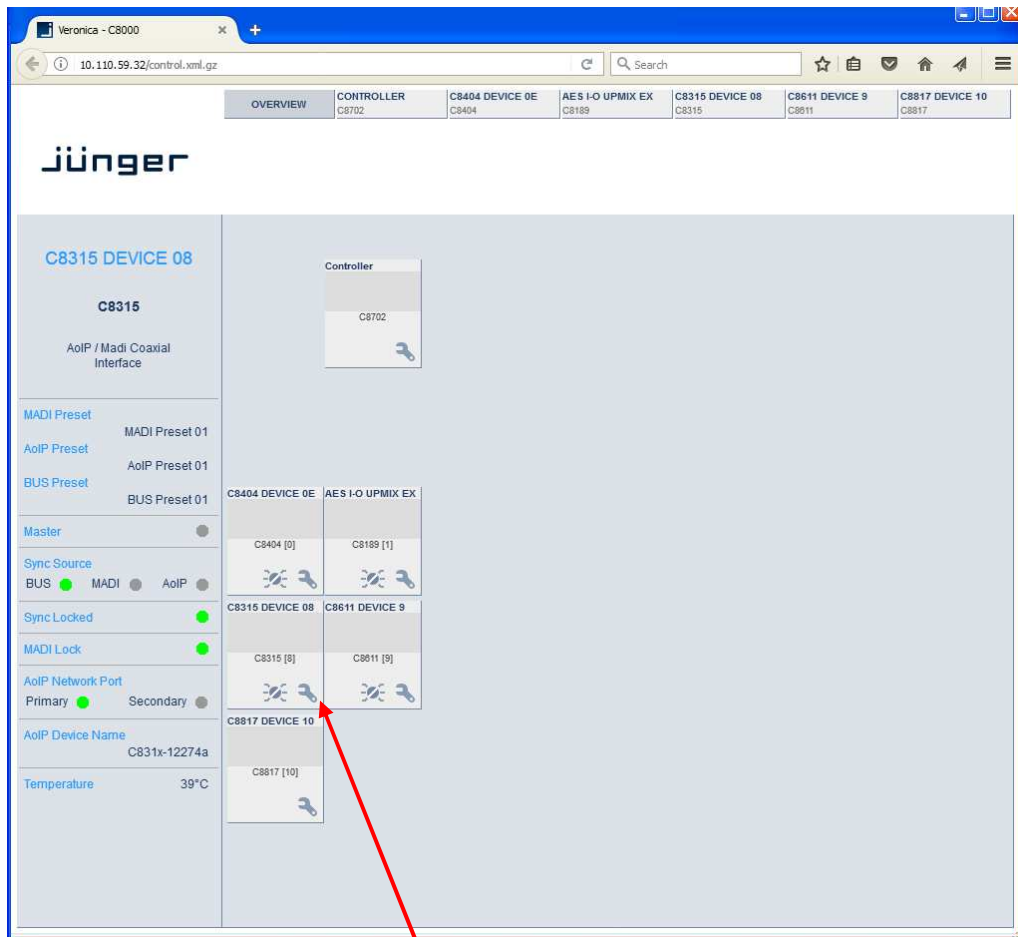 Veronica - C8000
10.110.59.32/control.xml.gz
Search
OVERVIEW
CONTROLLER
C8702
C8404 DEVICE 0E
C8404
AES I-O UPMIX EX
C8189
C8315 DEVICE 08
C8315
C8611 DEVICE 9
C8611
C8817 DEVICE 10
C8817
jünger
C8315 DEVICE 08
C8315
AoIP / Madi Coaxial
Interface
MADI Preset
MADI Preset 01
AoIP Preset
AoIP Preset 01
BUS Preset
BUS Preset 01
Master
Sync Source
BUS MADI AoIP
Sync Locked
MADI Lock
AoIP Network Port
Primary Secondary
AoIP Device Name
C831x-12274a
Temperature 39°C
Controller
C8702
C8404 DEVICE 0E
C8404 [0]
AES I-O UPMIX EX
C8189 [1]
C8315 DEVICE 08
C8315 [8]
C8611 DEVICE 9
C8611 [9]
C8817 DEVICE 10
C8817 [10]